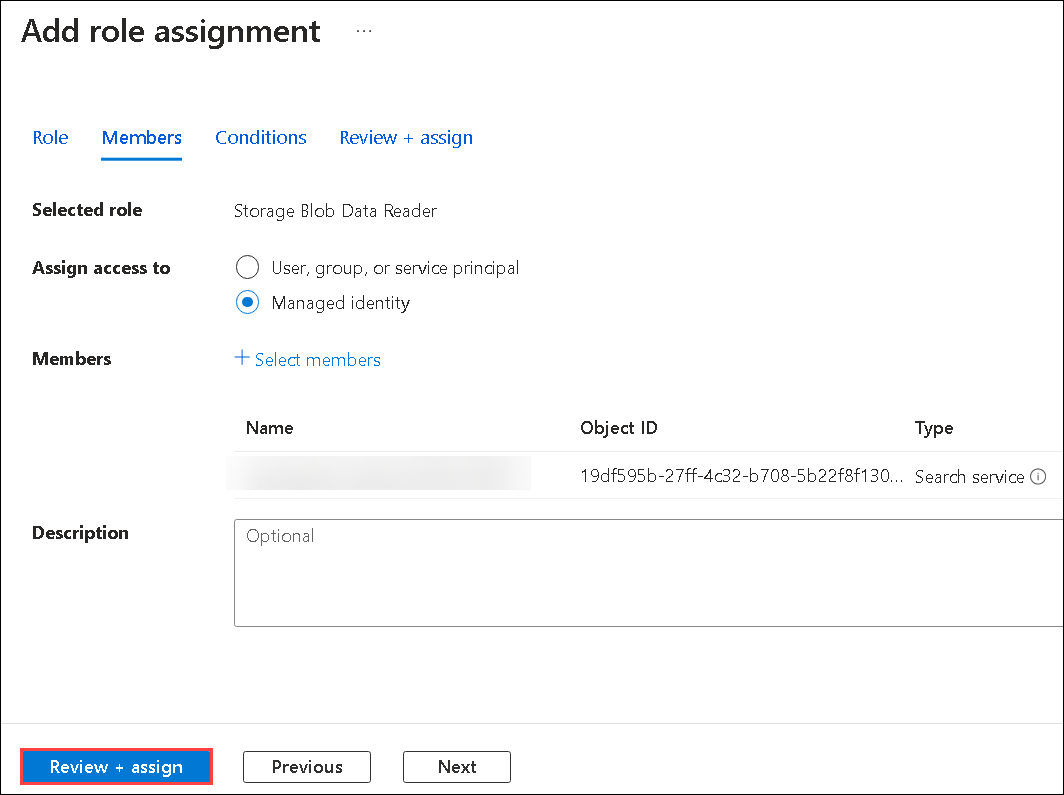 Add role assignment ...
Role Members Conditions Review + assign
Selected role Storage Blob Data Reader
Assign access to User, group, or service principal
Managed identity
Members + Select members
Name Object ID Type
19df595b-27ff-4c32-b708-5b22f8f130... Search service
Description Optional
Review + assign Previous Next